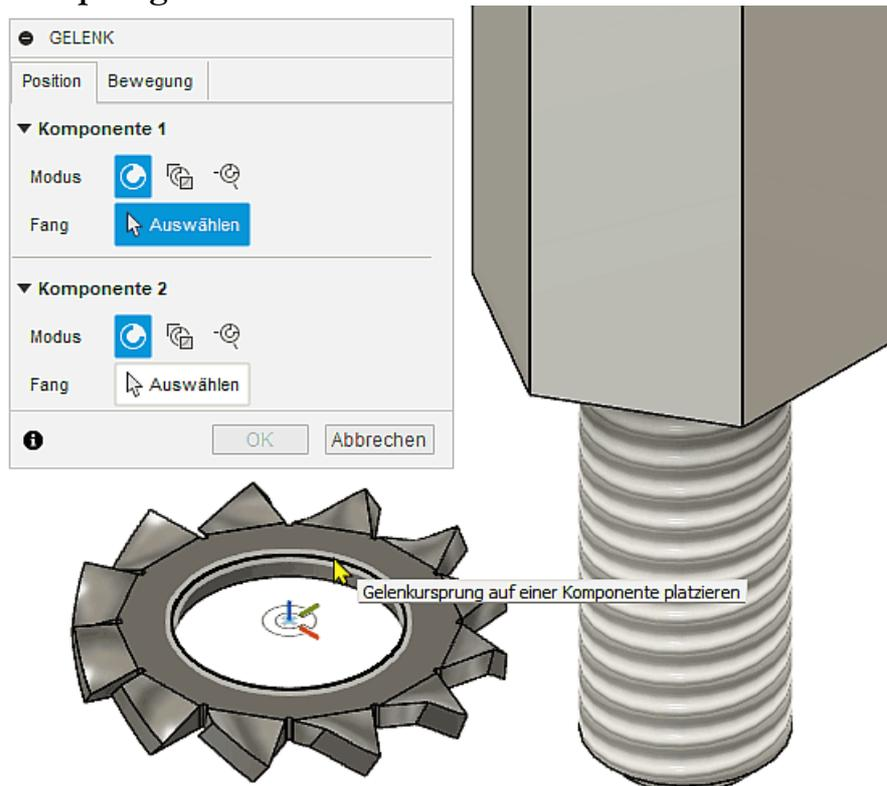 GELENK
Position Bewegung
Komponente 1
Modus
Fang Auswählen
Komponente 2
Modus
Fang Auswählen
OK Abbrechen
Gelenkursprung auf einer Komponente platzieren